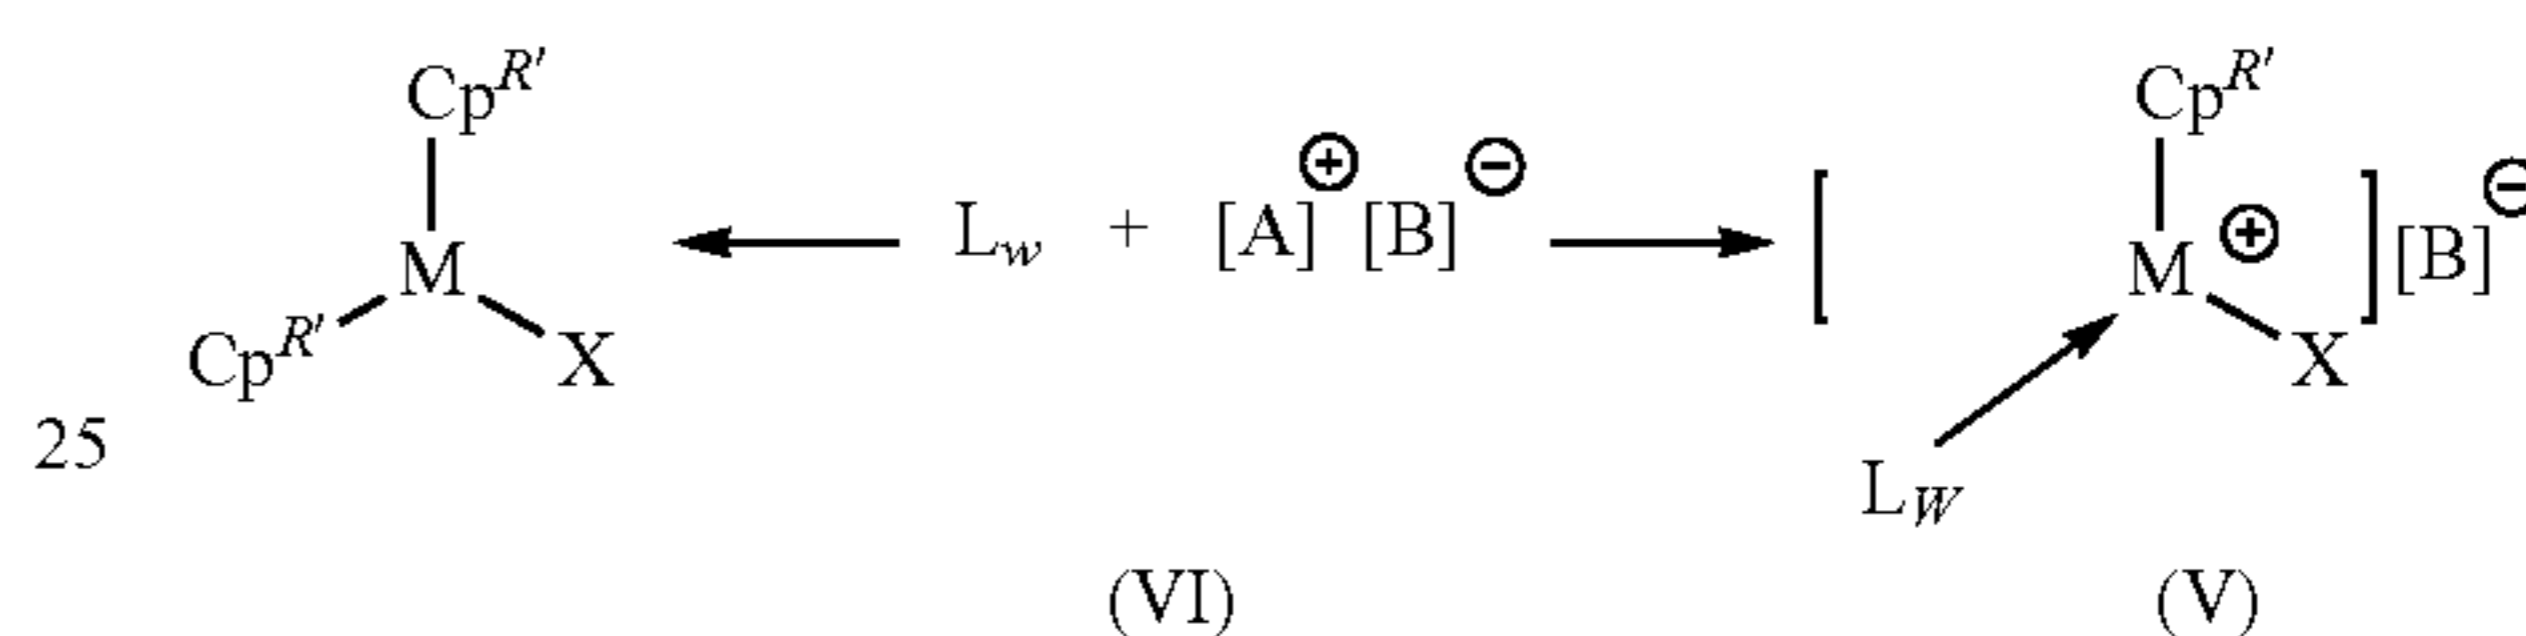 Cp^R' Cp^R'
M ← L_w + [A]^⊕ [B]^⊖ → [ M^⊕ ] [B]^⊖
Cp^R' X X
25 L_W
(VI) (V)